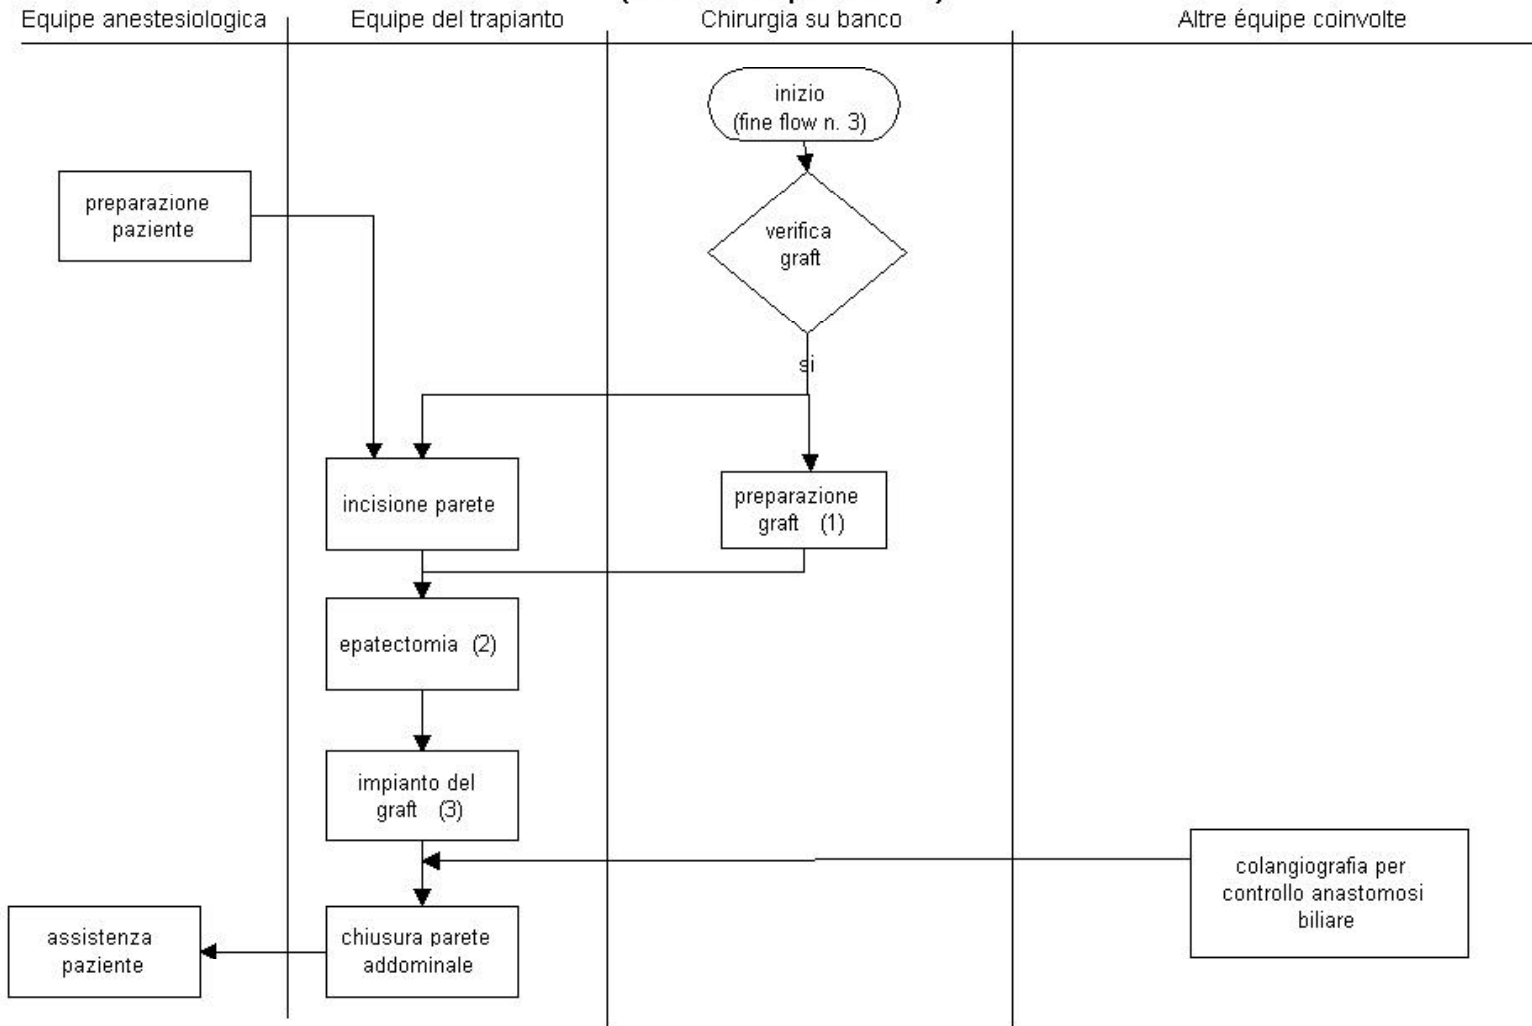 Equipe anestesiologica
Equipe del trapianto
Chirurgia su banco
Altre équipe coinvolte
inizio
(fine flow n. 3)
preparazione
paziente
verifica
graft
si
incisione parete
preparazione
graft (1)
epatectomia (2)
impianto del
graft (3)
colangiografia per
controllo anastomosi
biliare
assistenza
paziente
chiusura parete
addominale